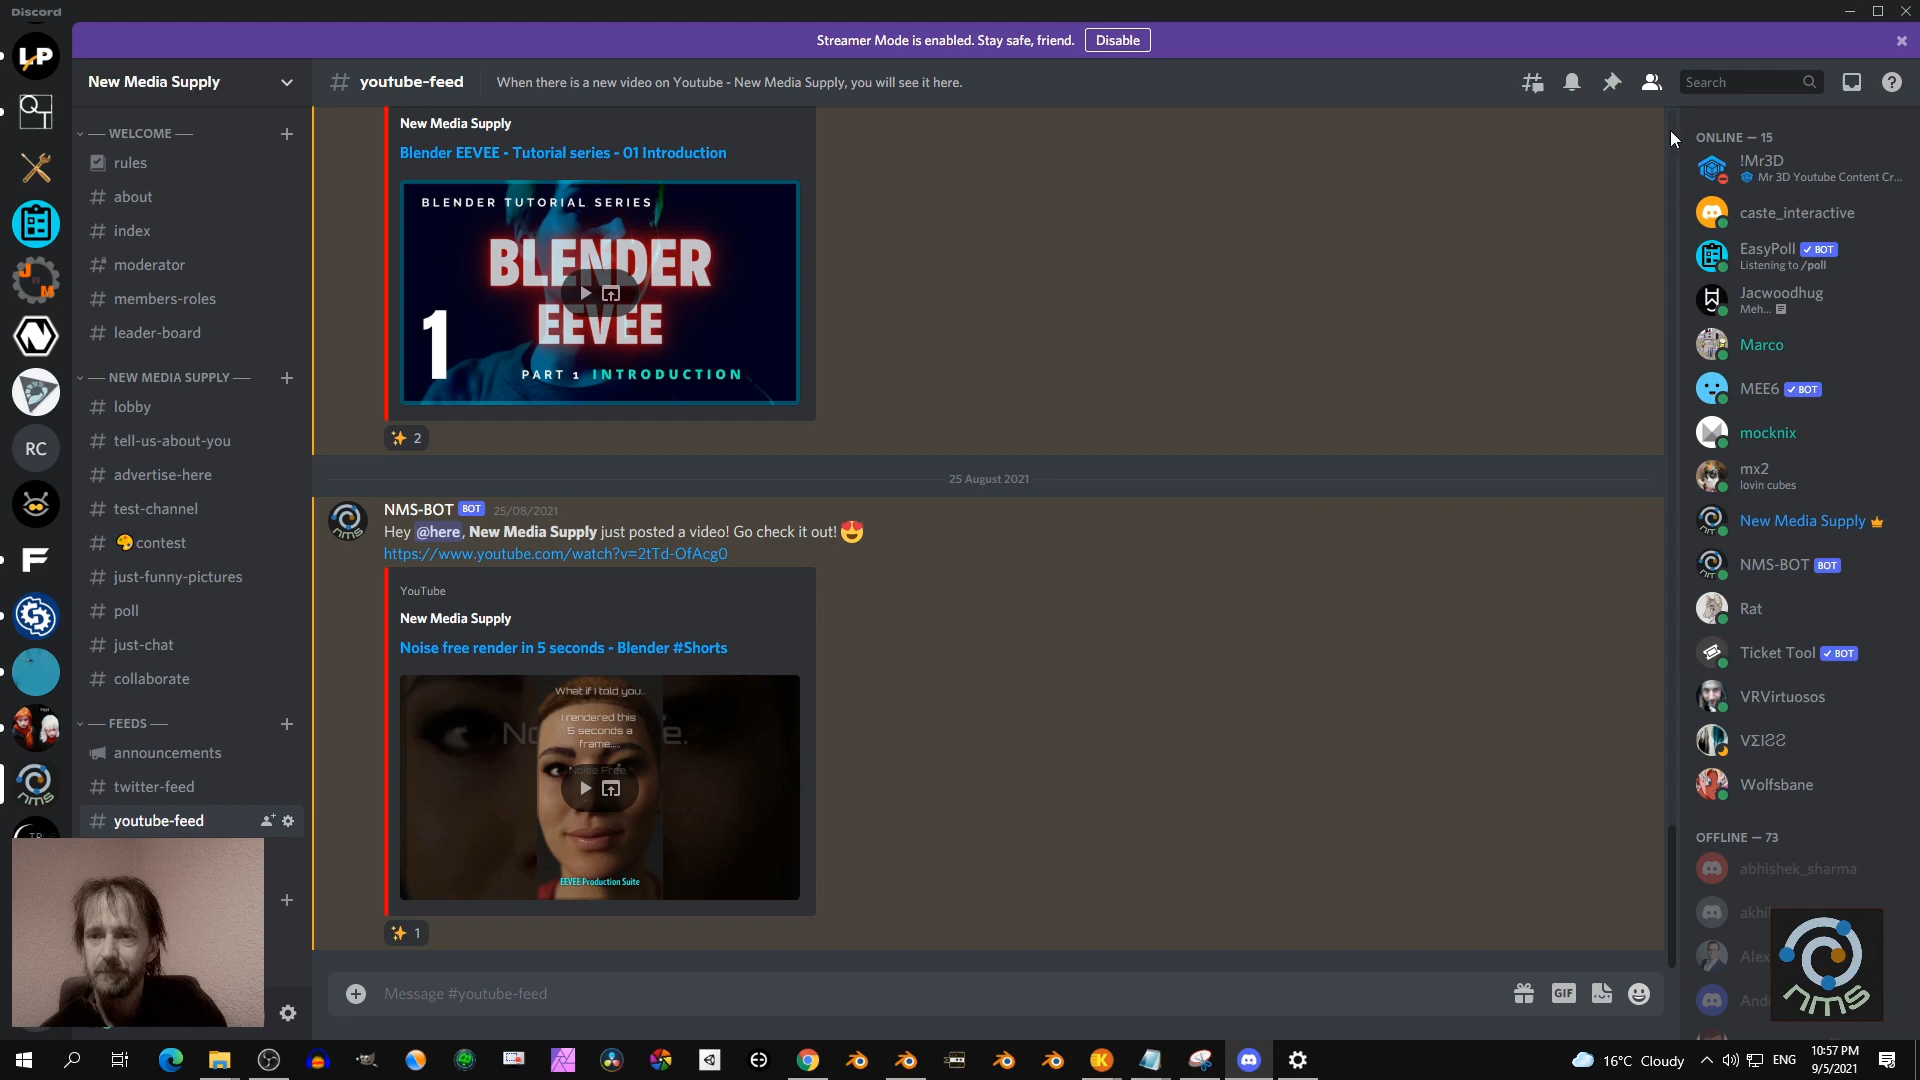 Discord
Streamer Mode is enabled. Stay safe, friend. Disable
New Media Supply
youtube-feed
When there is a new video on Youtube - New Media Supply, you will see it here.
Search
WELCOME
rules
about
index
moderator
members-roles
leader-board
NEW MEDIA SUPPLY
lobby
tell-us-about-you
advertise-here
test-channel
contest
just-funny-pictures
poll
just-chat
collaborate
FEEDS
announcements
twitter-feed
youtube-feed
RC
New Media Supply
Blender EEVEE - Tutorial series - 01 Introduction
BLENDER TUTORIAL SERIES
BLENDER
EEVEE
1
PART 1 INTRODUCTION
✨ 2
25 August 2021
NMS-BOT BOT 25/08/2021
Hey @here, New Media Supply just posted a video! Go check it out! 😍
https://www.youtube.com/watch?v=2tTd-OfAcg0
YouTube
New Media Supply
Noise free render in 5 seconds - Blender #Shorts
What if I told you..
I rendered this
5 seconds a
frame.....
Noise Free.
EEVEE Production Suite
✨ 1
Message #youtube-feed
GIF
ONLINE — 15
!Mr3D
Mr 3D Youtube Content Cr...
caste_interactive
EasyPoll ✓ BOT
Listening to /poll
Jacwoodhug
Meh...
Marco
MEE6 ✓ BOT
mocknix
mx2
lovin cubes
New Media Supply
NMS-BOT BOT
Rat
Ticket Tool ✓ BOT
VRVirtuosos
VΣISS
Wolfsbane
OFFLINE — 73
abhishek_sharma
nms
16°C Cloudy
ENG
10:57 PM
9/5/2021